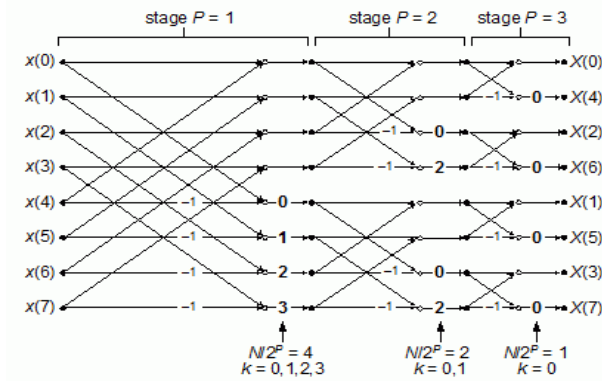 stage P = 1 stage P = 2 stage P = 3
x(0) X(0)
x(1) -1 0 X(4)
x(2) -1 0 X(2)
x(3) -1 2 -1 0 X(6)
x(4) -1 0 X(1)
x(5) -1 1 -1 0 X(5)
x(6) -1 2 -1 0 X(3)
x(7) -1 3 -1 2 -1 0 X(7)
N/2^P = 4 N/2^P = 2 N/2^P = 1
k = 0,1,2,3 k = 0,1 k = 0